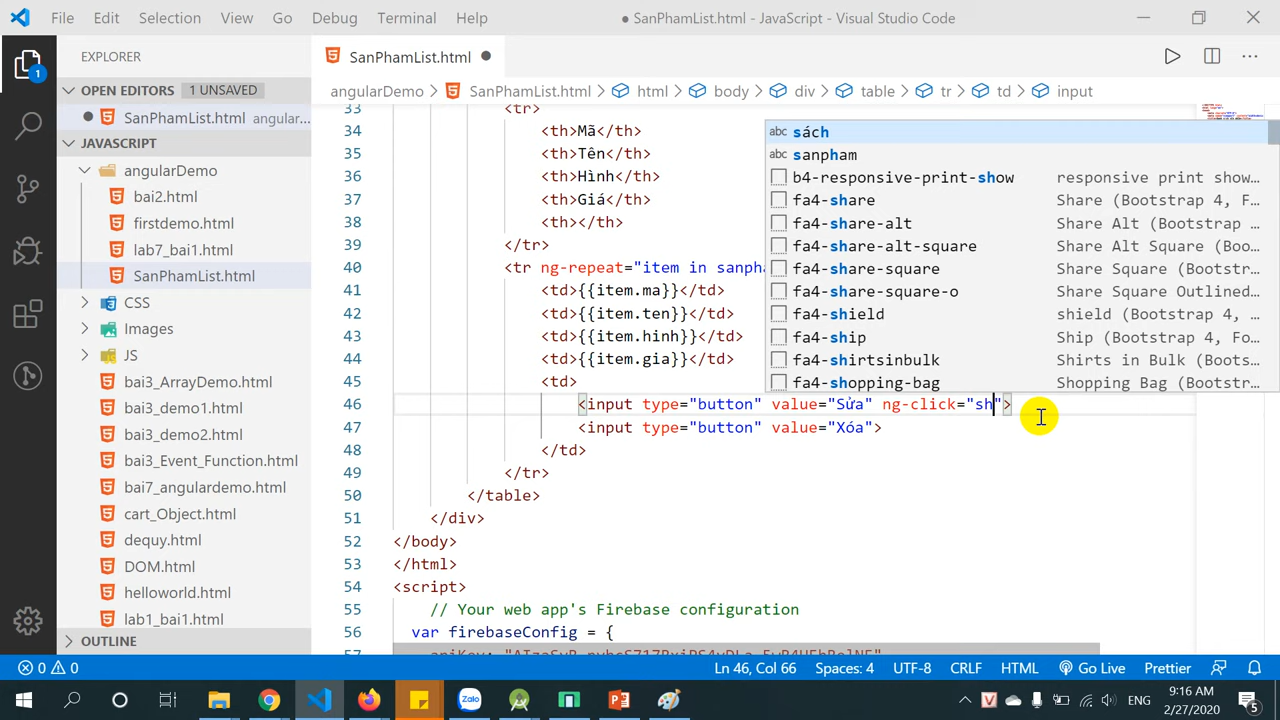 File Edit Selection View Go Debug Terminal Help
● SanPhamList.html - JavaScript - Visual Studio Code
EXPLORER
SanPhamList.html
OPEN EDITORS 1 UNSAVED
angularDemo > SanPhamList.html > html > body > div > table > tr > td > input
SanPhamList.html angular...
JAVASCRIPT
angularDemo
bai2.html
firstdemo.html
lab7_bai1.html
SanPhamList.html
CSS
Images
JS
bai3_ArrayDemo.html
bai3_demo1.html
bai3_demo2.html
bai3_Event_Function.html
bai7_angulardemo.html
cart_Object.html
dequy.html
DOM.html
helloworld.html
lab1_bai1.html
OUTLINE
33 <tr>
34 <th>Mã</th>
35 <th>Tên</th>
36 <th>Hình</th>
37 <th>Giá</th>
38 <th></th>
39 </tr>
40 <tr ng-repeat="item in sanpha
41 <td>{{item.ma}}</td>
42 <td>{{item.ten}}</td>
43 <td>{{item.hinh}}</td>
44 <td>{{item.gia}}</td>
45 <td>
46 <input type="button" value="Sửa" ng-click="sh">
47 <input type="button" value="Xóa">
48 </td>
49 </tr>
50 </table>
51 </div>
52 </body>
53 </html>
54 <script>
55 // Your web app's Firebase configuration
56 var firebaseConfig = {
57
abc sách
abc sanpham
b4-responsive-print-show responsive print show...
fa4-share Share (Bootstrap 4, F...
fa4-share-alt Share Alt (Bootstrap ...
fa4-share-alt-square Share Alt Square (Boo...
fa4-share-square Share Square (Bootstr...
fa4-share-square-o Share Square Outlined...
fa4-shield shield (Bootstrap 4, ...
fa4-ship Ship (Bootstrap 4, Fo...
fa4-shirtsinbulk Shirts in Bulk (Boots...
fa4-shopping-bag Shopping Bag (Bootstr...
1
0 0 Ln 46, Col 66 Spaces: 4 UTF-8 CRLF HTML Go Live Prettier
Zalo
ENG
9:16 AM
2/27/2020
5